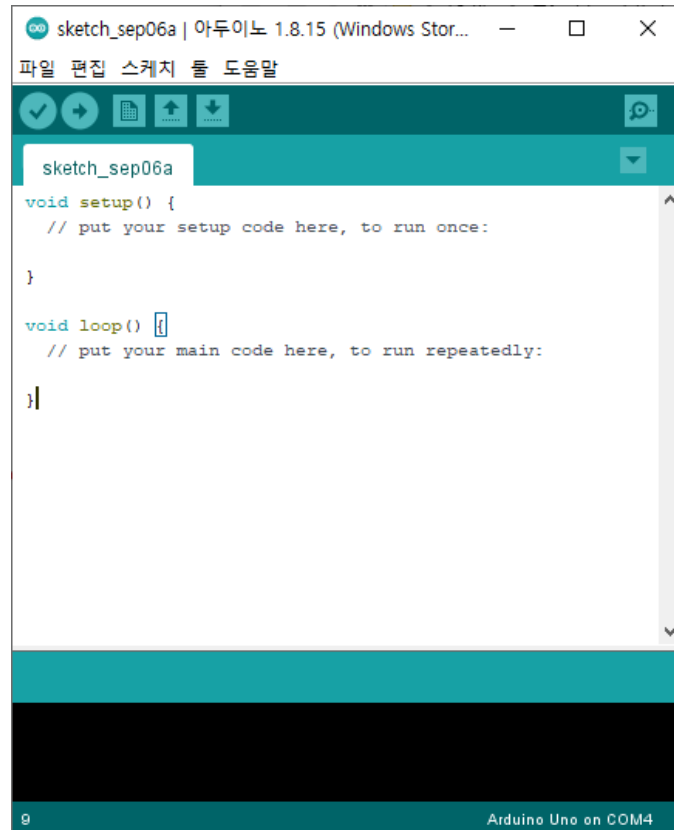 sketch_sep06a | 아두이노 1.8.15 (Windows Stor...
파일 편집 스케치 툴 도움말
sketch_sep06a
void setup() {
  // put your setup code here, to run once:
}
void loop() {
  // put your main code here, to run repeatedly:
}
9 Arduino Uno on COM4